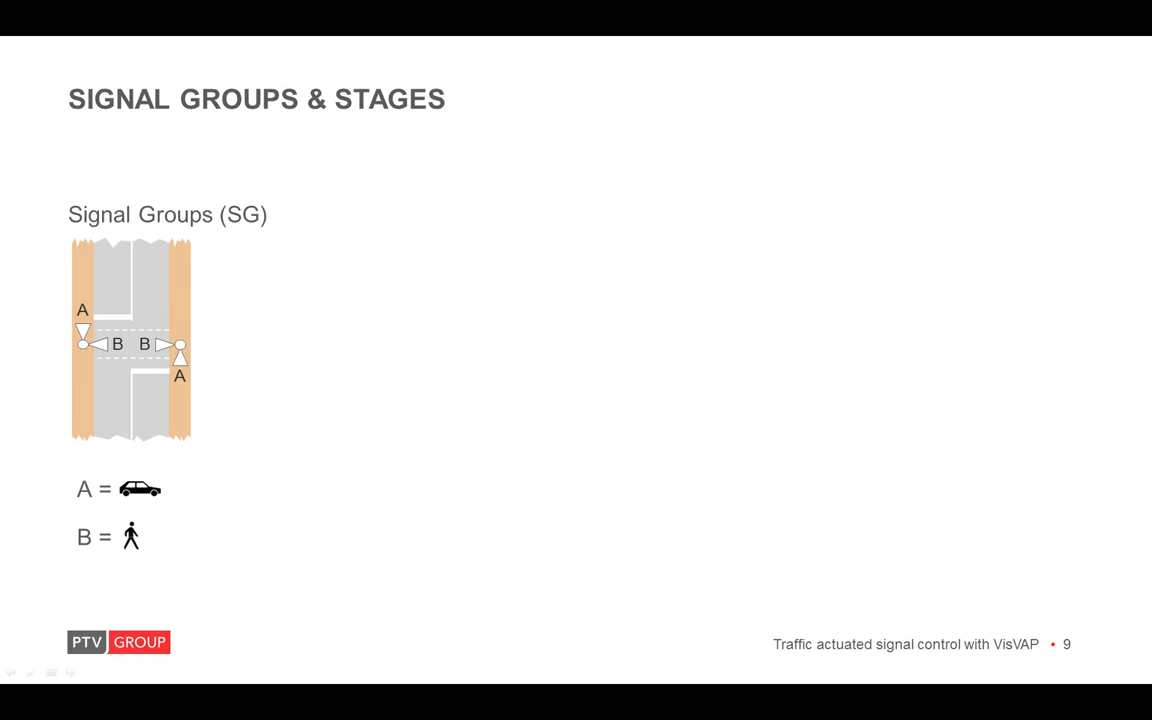 SIGNAL GROUPS & STAGES
Signal Groups (SG)
A
B B
A
A =
B =
PTV GROUP
Traffic actuated signal control with VisVAP • 9